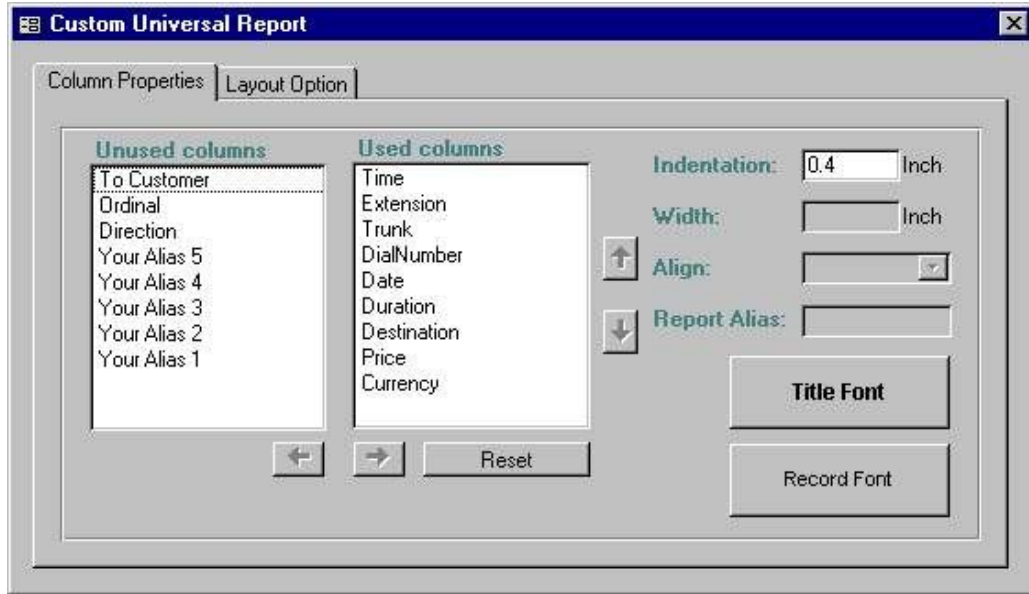 Custom Universal Report
Column Properties
Layout Option
Unused columns
To Customer
Ordinal
Direction
Your Alias 5
Your Alias 4
Your Alias 3
Your Alias 2
Your Alias 1
Used columns
Time
Extension
Trunk
DialNumber
Date
Duration
Destination
Price
Currency
Reset
Indentation: 0.4 Inch
Width: Inch
Align:
Report Alias:
Title Font
Record Font